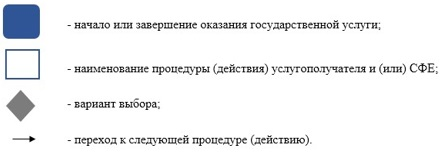 - начало или завершение оказания государственной услуги;
- наименование процедуры (действия) услугополучателя и (или) СФЕ;
- вариант выбора;
- переход к следующей процедуре (действию).